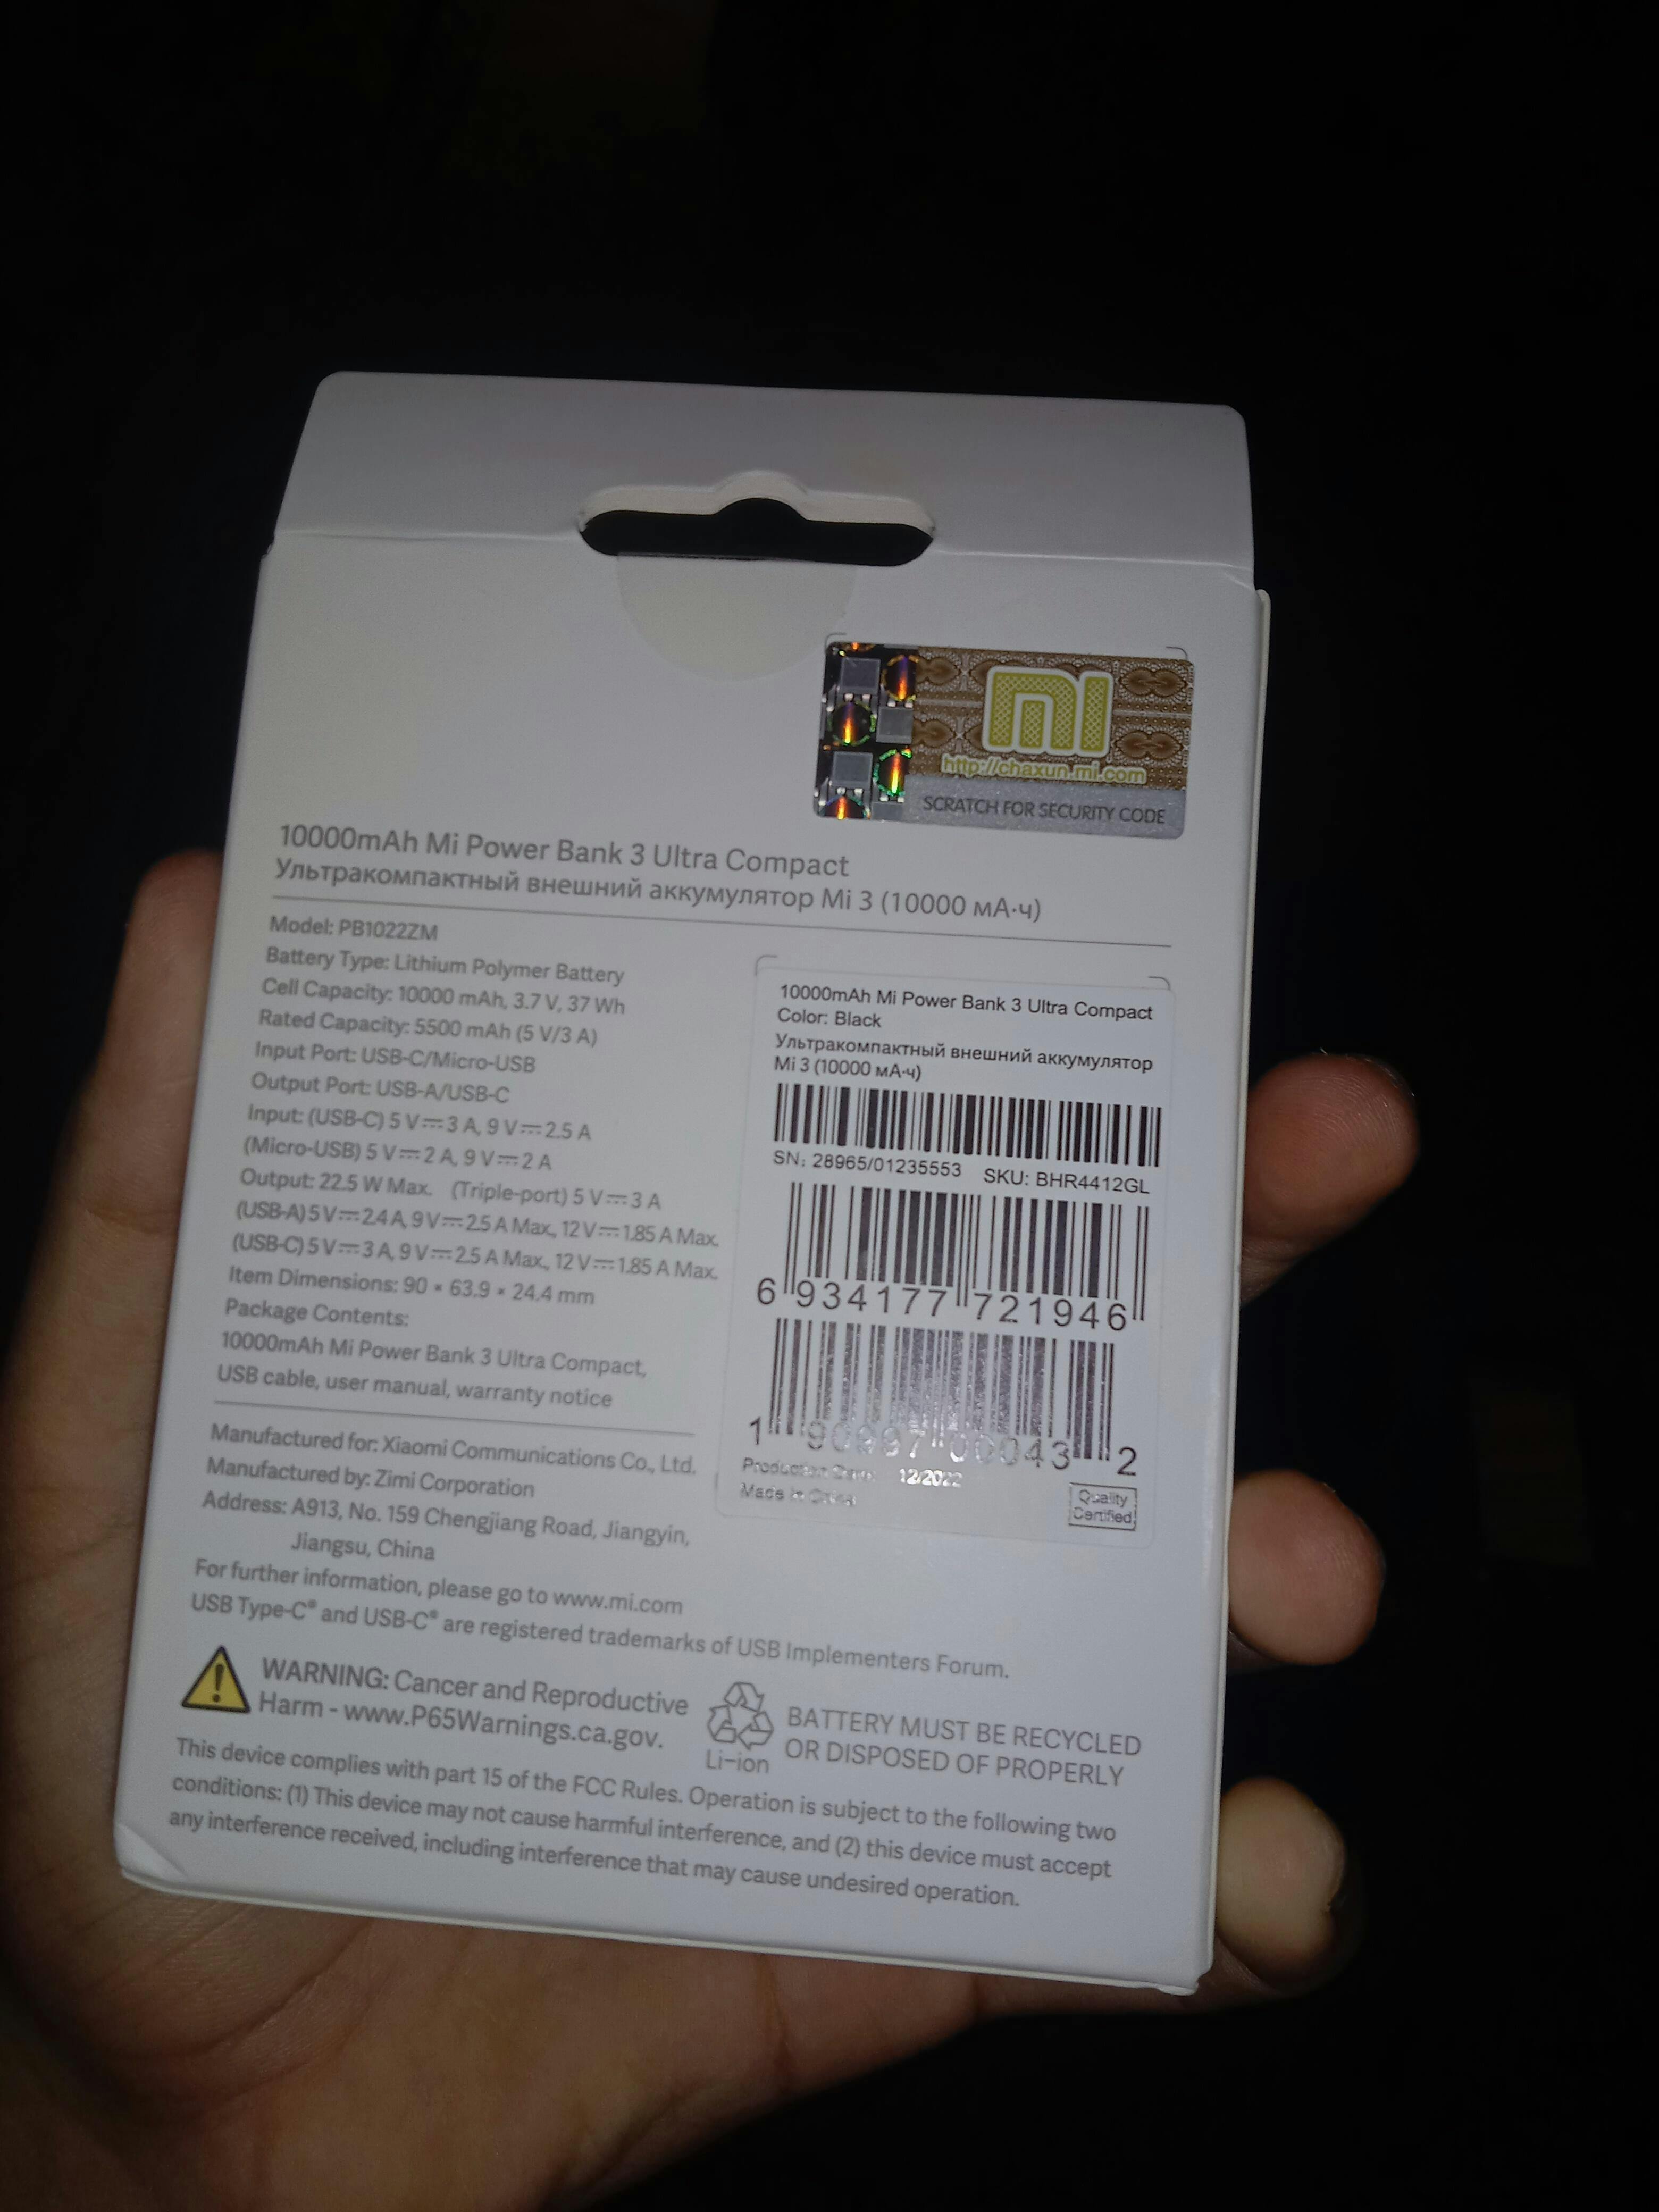 mi
http://chaxun.mi.com
SCRATCH FOR SECURITY CODE
10000mAh Mi Power Bank 3 Ultra Compact
Ультракомпактный внешний аккумулятор Mi 3 (10000 мА·ч)
Model: PB1022ZM
Battery Type: Lithium Polymer Battery
Cell Capacity: 10000 mAh, 3.7 V, 37 Wh
Rated Capacity: 5500 mAh (5 V/3 A)
Input Port: USB-C/Micro-USB
Output Port: USB-A/USB-C
Input: (USB-C) 5 V⎓3 A, 9 V⎓2.5 A
(Micro-USB) 5 V⎓2 A, 9 V⎓2 A
Output: 22.5 W Max. (Triple-port) 5 V⎓3 A
(USB-A) 5 V⎓2.4 A, 9 V⎓2.5 A Max., 12 V⎓1.85 A Max.
(USB-C) 5 V⎓3 A, 9 V⎓2.5 A Max., 12 V⎓1.85 A Max.
Item Dimensions: 90 × 63.9 × 24.4 mm
Package Contents:
10000mAh Mi Power Bank 3 Ultra Compact,
USB cable, user manual, warranty notice
10000mAh Mi Power Bank 3 Ultra Compact
Color: Black
Ультракомпактный внешний аккумулятор
Mi 3 (10000 мА·ч)
SN: 28965/01235553 SKU: BHR4412GL
6 934177 721946
1 90997 00043 2
Production Date: 12/2022
Made in China
Quality
Certified
Manufactured for: Xiaomi Communications Co., Ltd.
Manufactured by: Zimi Corporation
Address: A913, No. 159 Chengjiang Road, Jiangyin,
Jiangsu, China
For further information, please go to www.mi.com
USB Type-C® and USB-C® are registered trademarks of USB Implementers Forum.
WARNING: Cancer and Reproductive
Harm - www.P65Warnings.ca.gov.
Li-ion
BATTERY MUST BE RECYCLED
OR DISPOSED OF PROPERLY
This device complies with part 15 of the FCC Rules. Operation is subject to the following two
conditions: (1) This device may not cause harmful interference, and (2) this device must accept
any interference received, including interference that may cause undesired operation.